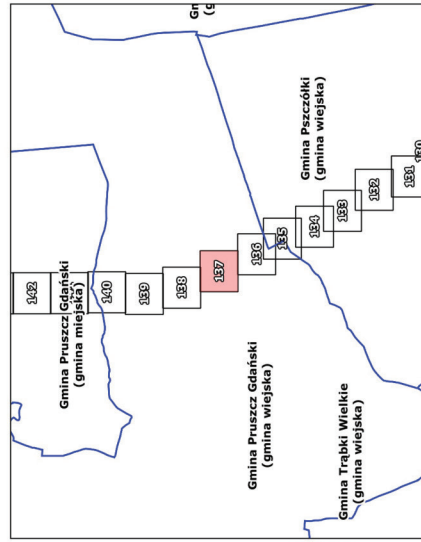 142
Gmina Pruszcz Gdański
(gmina miejska)
140
139
138
137
Gmina Pruszcz Gdański
(gmina wiejska)
136
135
Gmina Pszczółki
(gmina wiejska)
134
133
Gmina Trąbki Wielkie
(gmina wiejska)
132
131